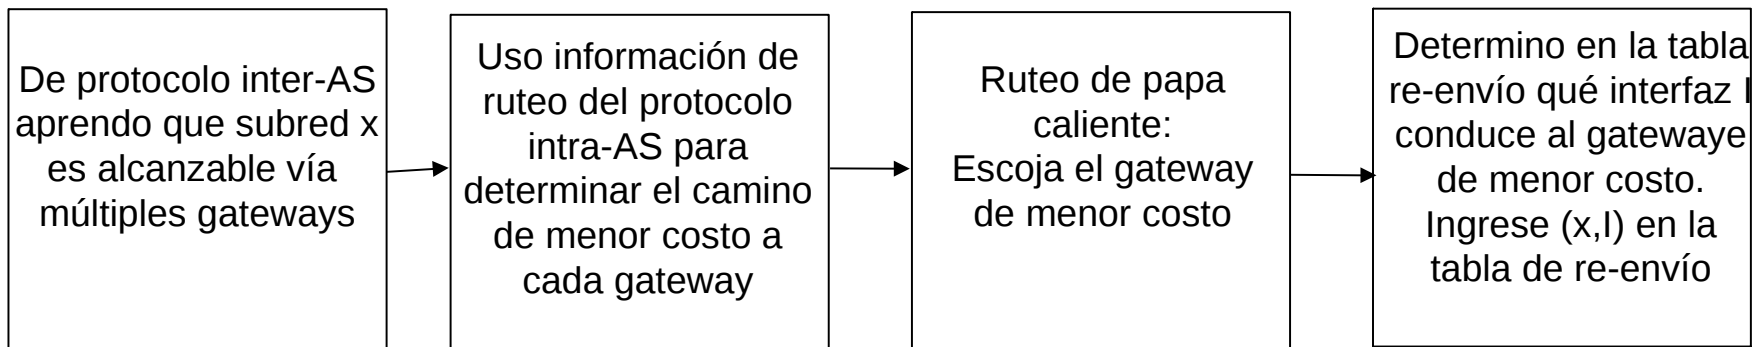 De protocolo inter-AS
aprendo que subred x
es alcanzable vía
múltiples gateways
Uso información de
ruteo del protocolo
intra-AS para
determinar el camino
de menor costo a
cada gateway
Ruteo de papa
caliente:
Escoja el gateway
de menor costo
Determino en la tabla
re-envío qué interfaz I
conduce al gatewaye
de menor costo.
Ingrese (x,I) en la
tabla de re-envío